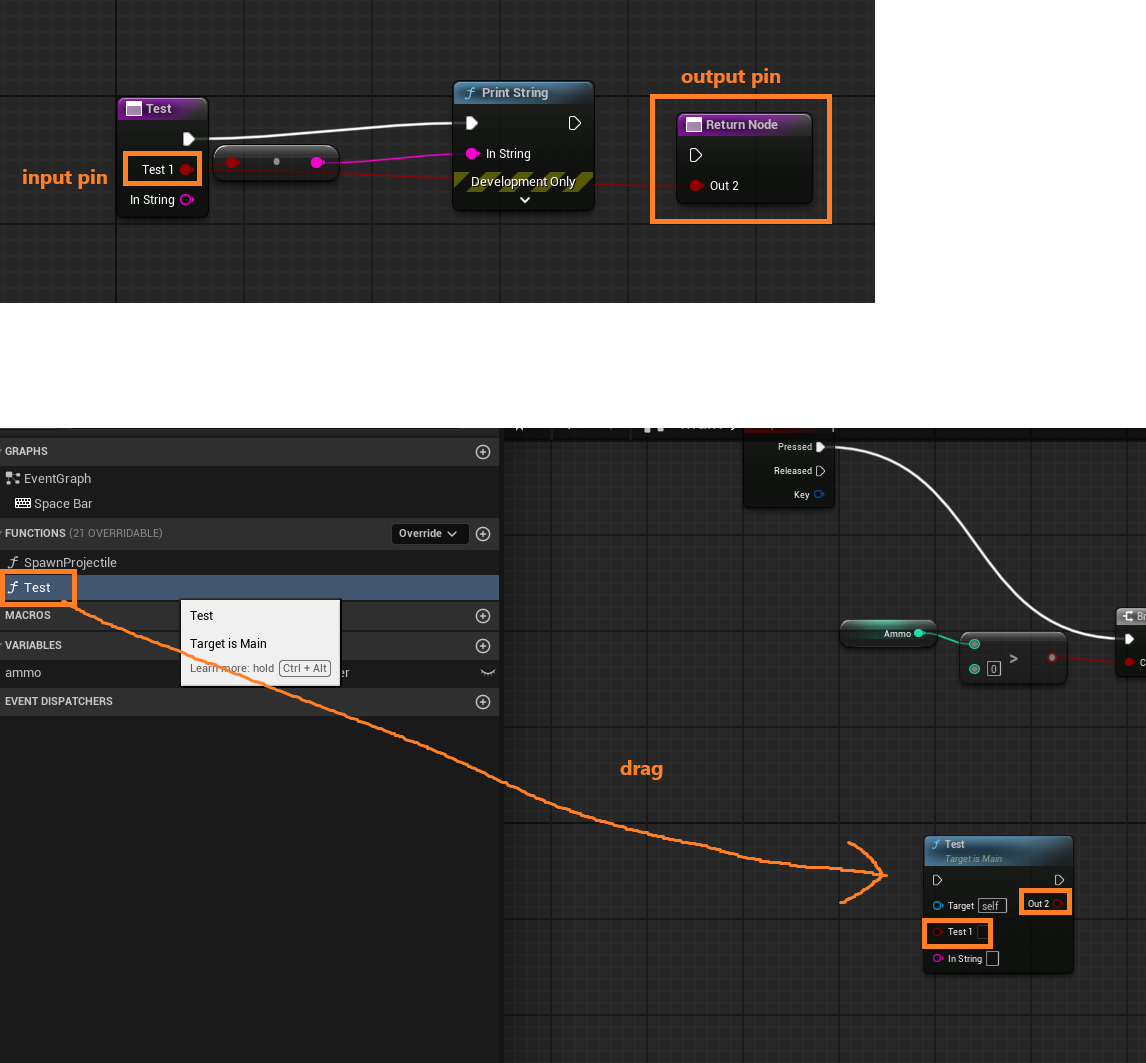 output pin
Test
Print String
Return Node
Test 1
In String
Out 2
input pin
In String
Development Only
GRAPHS
EventGraph
Space Bar
FUNCTIONS (21 OVERRIDABLE)
Override
SpawnProjectile
Test
MACROS
Test
Target is Main
Learn more: hold Ctrl + Alt
VARIABLES
ammo
EVENT DISPATCHERS
Pressed
Released
Key
Ammo
0
>
drag
Test
Target is Main
Target self
Out 2
Test 1
In String